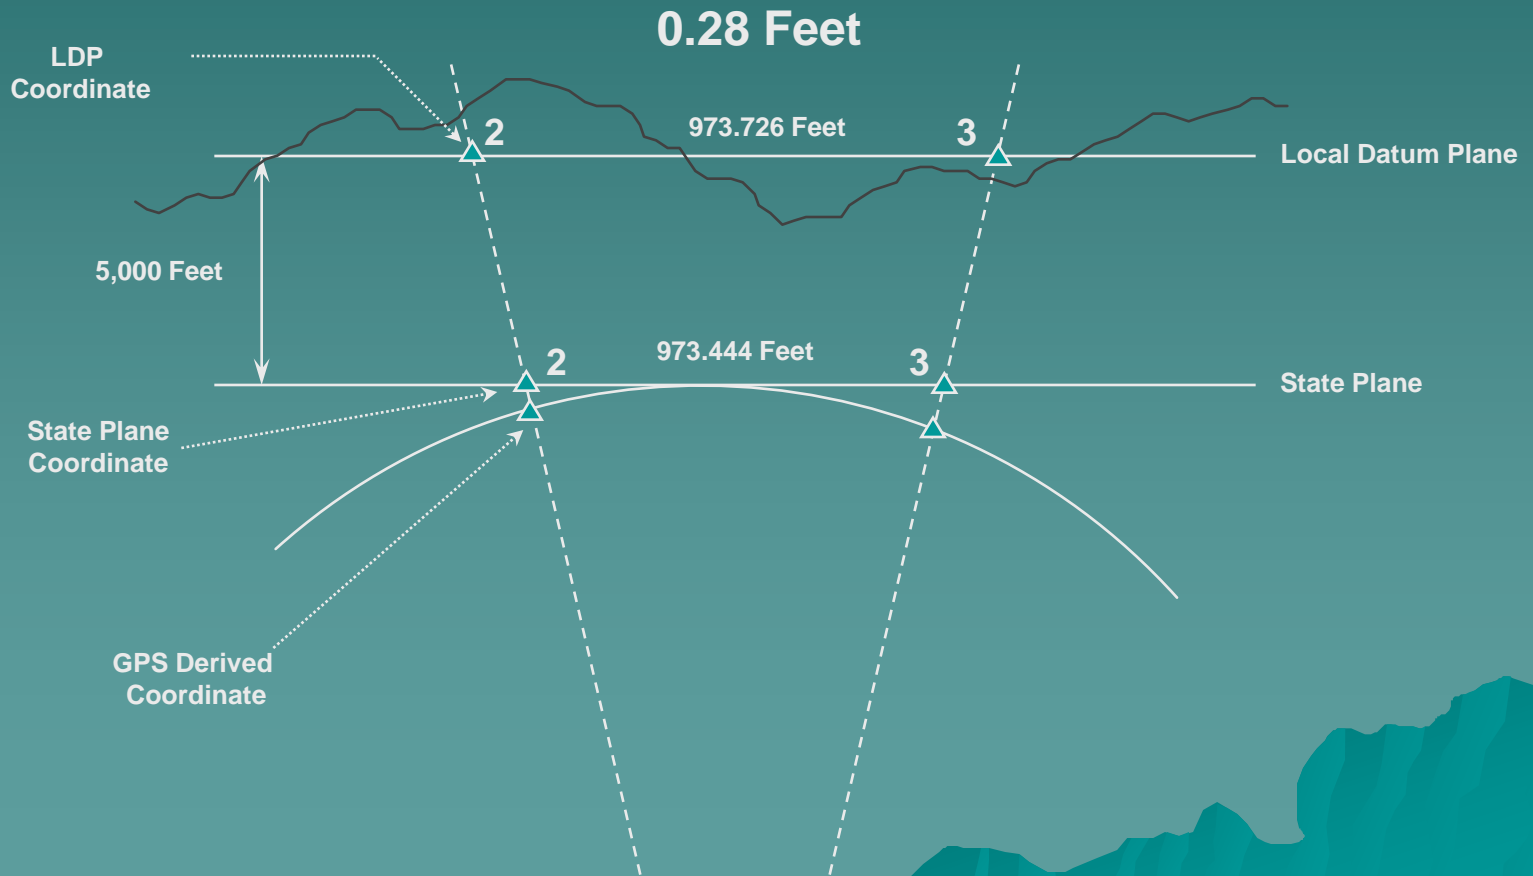 0.28 Feet
LDP
Coordinate
2
973.726 Feet
3
Local Datum Plane
5,000 Feet
2
973.444 Feet
3
State Plane
State Plane
Coordinate
GPS Derived
Coordinate